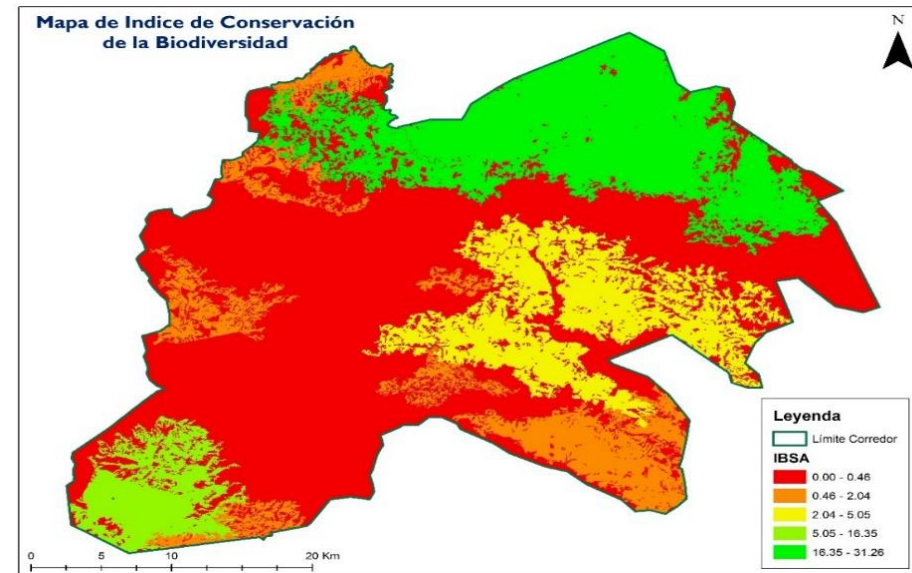 Mapa de Indice de Conservación
de la Biodiversidad
N
Leyenda
Límite Corredor
IBSA
0.00 - 0.46
0.46 - 2.04
2.04 - 5.05
5.05 - 16.35
16.35 - 31.26
0 5 10 20 Km